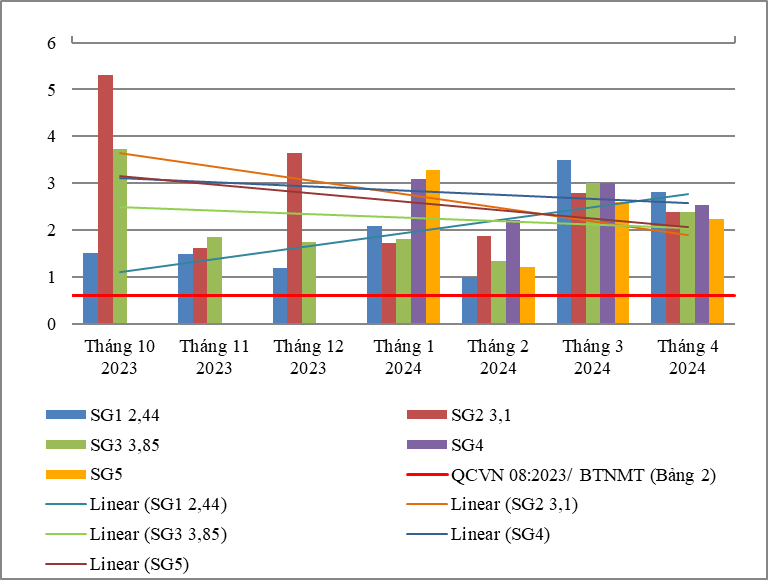 6
5
4
3
2
1
0
Tháng 10
2023
Tháng 11
2023
Tháng 12
2023
Tháng 1
2024
Tháng 2
2024
Tháng 3
2024
Tháng 4
2024
SG1 2,44
SG2 3,1
SG3 3,85
SG4
SG5
QCVN 08:2023/ BTNMT (Bảng 2)
Linear (SG1 2,44)
Linear (SG2 3,1)
Linear (SG3 3,85)
Linear (SG4)
Linear (SG5)